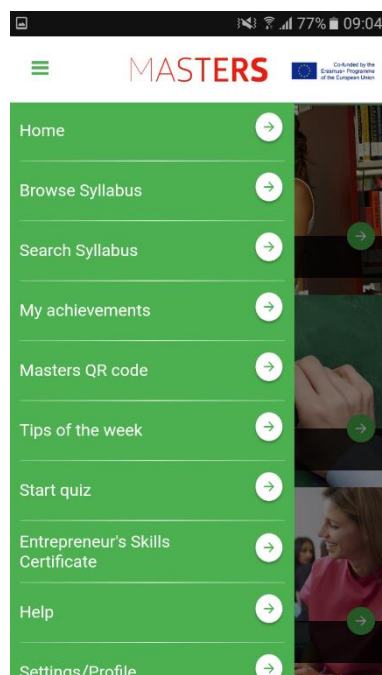 77% 09:04
MASTERS
Co-funded by the
Erasmus+ Programme
of the European Union
Home
Browse Syllabus
Search Syllabus
My achievements
Masters QR code
Tips of the week
Start quiz
Entrepreneur's Skills
Certificate
Help
Settings/Profile